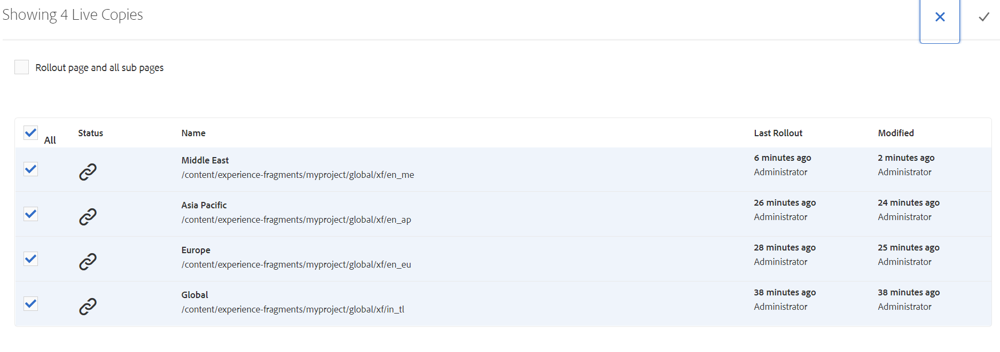 Showing 4 Live Copies
Rollout page and all sub pages
All Status Name Last Rollout Modified
Middle East 6 minutes ago 2 minutes ago
/content/experience-fragments/myproject/global/xf/en_me Administrator Administrator
Asia Pacific 26 minutes ago 24 minutes ago
/content/experience-fragments/myproject/global/xf/en_ap Administrator Administrator
Europe 28 minutes ago 25 minutes ago
/content/experience-fragments/myproject/global/xf/en_eu Administrator Administrator
Global 38 minutes ago 38 minutes ago
/content/experience-fragments/myproject/global/xf/in_tl Administrator Administrator